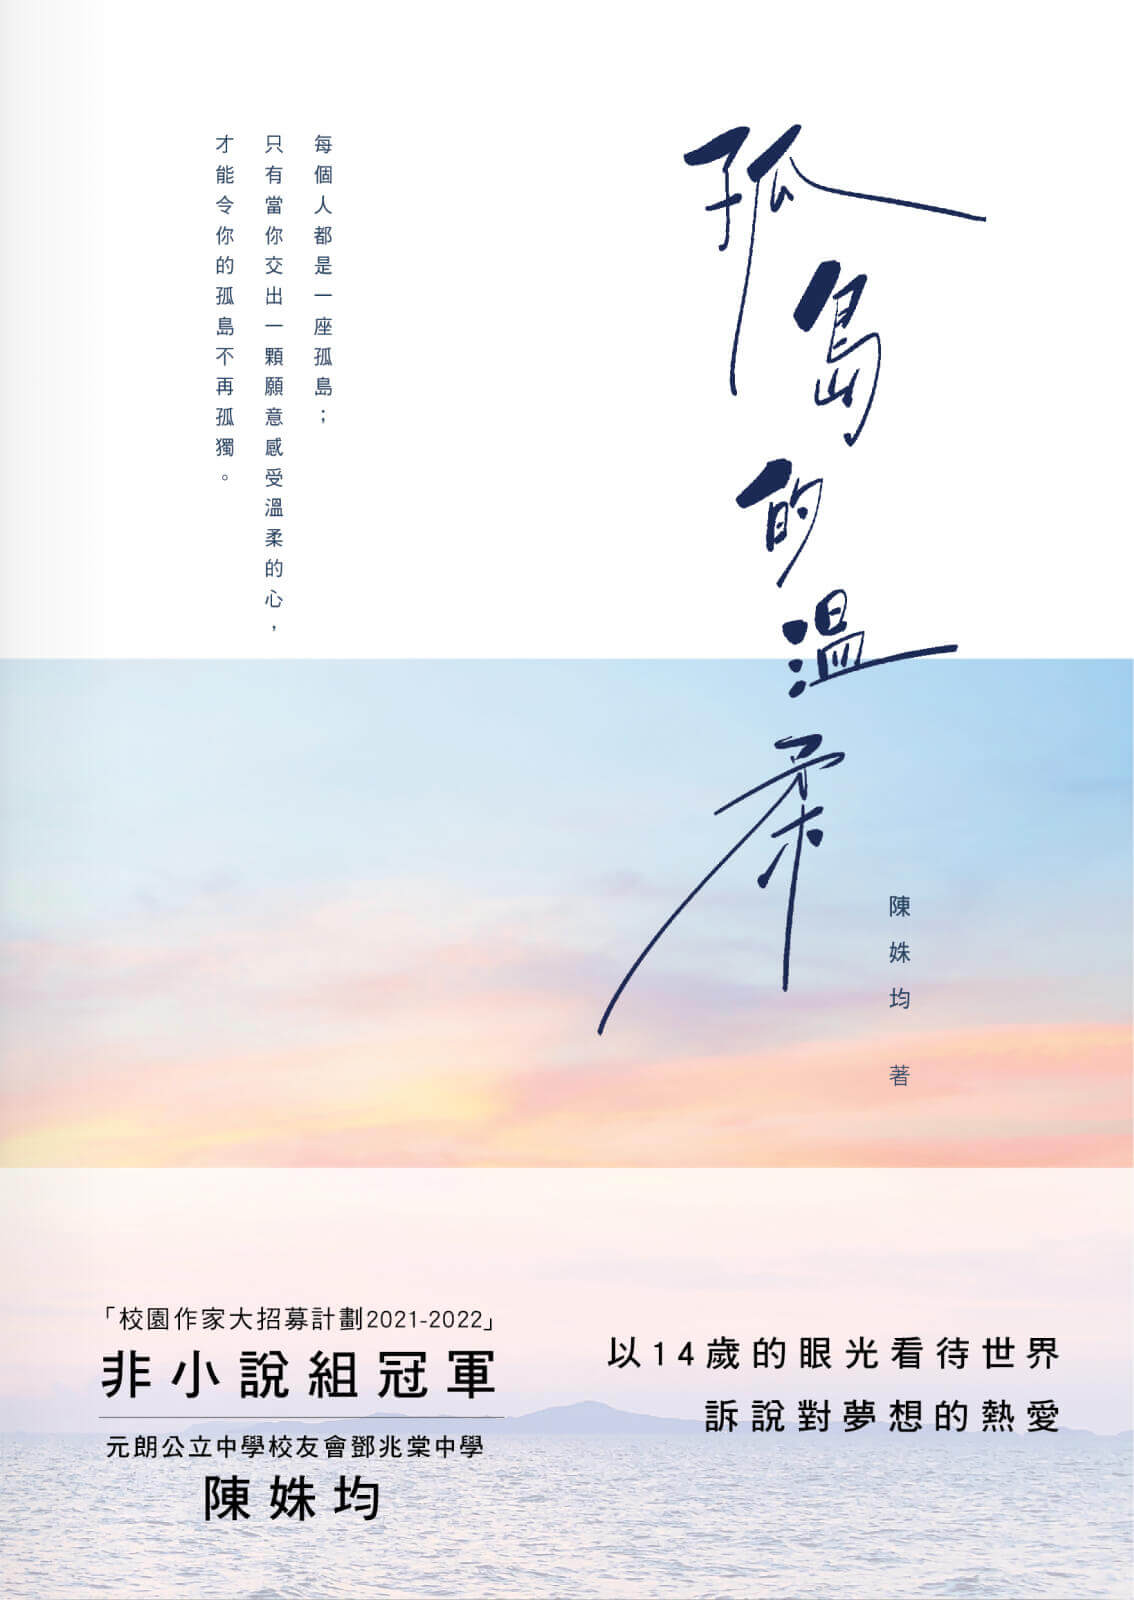 孤島的溫柔
每個人都是一座孤島；
只有當你交出一顆願意感受溫柔的心，
才能令你的孤島不再孤獨。
陳姝均 著
「校園作家大招募計劃2021-2022」
非小說組冠軍
元朗公立中學校友會鄧兆棠中學
陳姝均
以14歲的眼光看待世界
訴說對夢想的熱愛